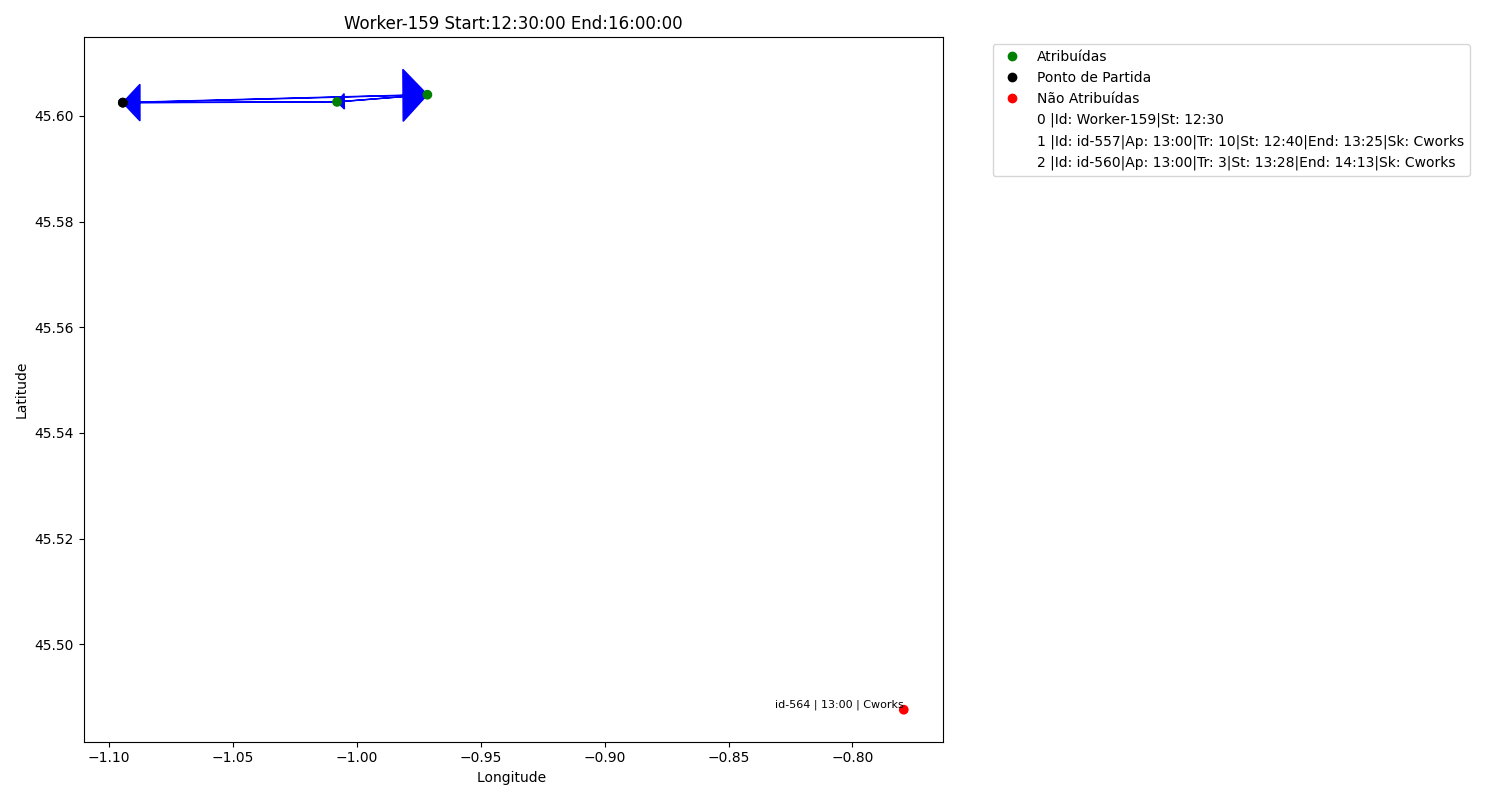 Worker-159 Start:12:30:00 End:16:00:00
Atribuídas
Ponto de Partida
Não Atribuídas
0 |Id: Worker-159|St: 12:30
1 |Id: id-557|Ap: 13:00|Tr: 10|St: 12:40|End: 13:25|Sk: Cworks
2 |Id: id-560|Ap: 13:00|Tr: 3|St: 13:28|End: 14:13|Sk: Cworks
45.60
45.58
45.56
45.54
45.52
45.50
Latitude
id-564 | 13:00 | Cworks
−1.10
−1.05
−1.00
−0.95
−0.90
−0.85
−0.80
Longitude